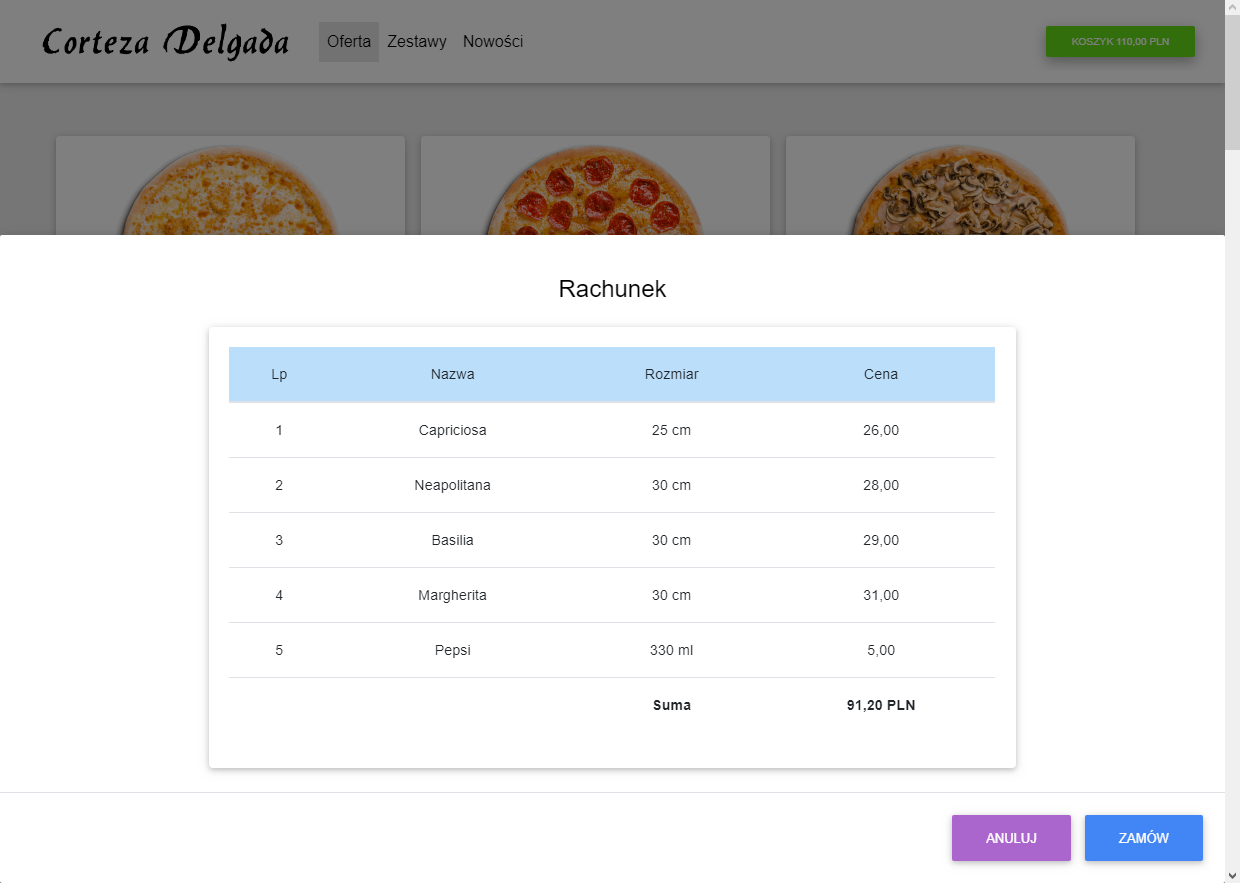 Corteza Delgada Oferta Zestawy Nowości KOSZYK 110,00 PLN
Rachunek
Lp Nazwa Rozmiar Cena
1 Capriciosa 25 cm 26,00
2 Neapolitana 30 cm 28,00
3 Basilia 30 cm 29,00
4 Margherita 30 cm 31,00
5 Pepsi 330 ml 5,00
Suma 91,20 PLN
ANULUJ ZAMÓW